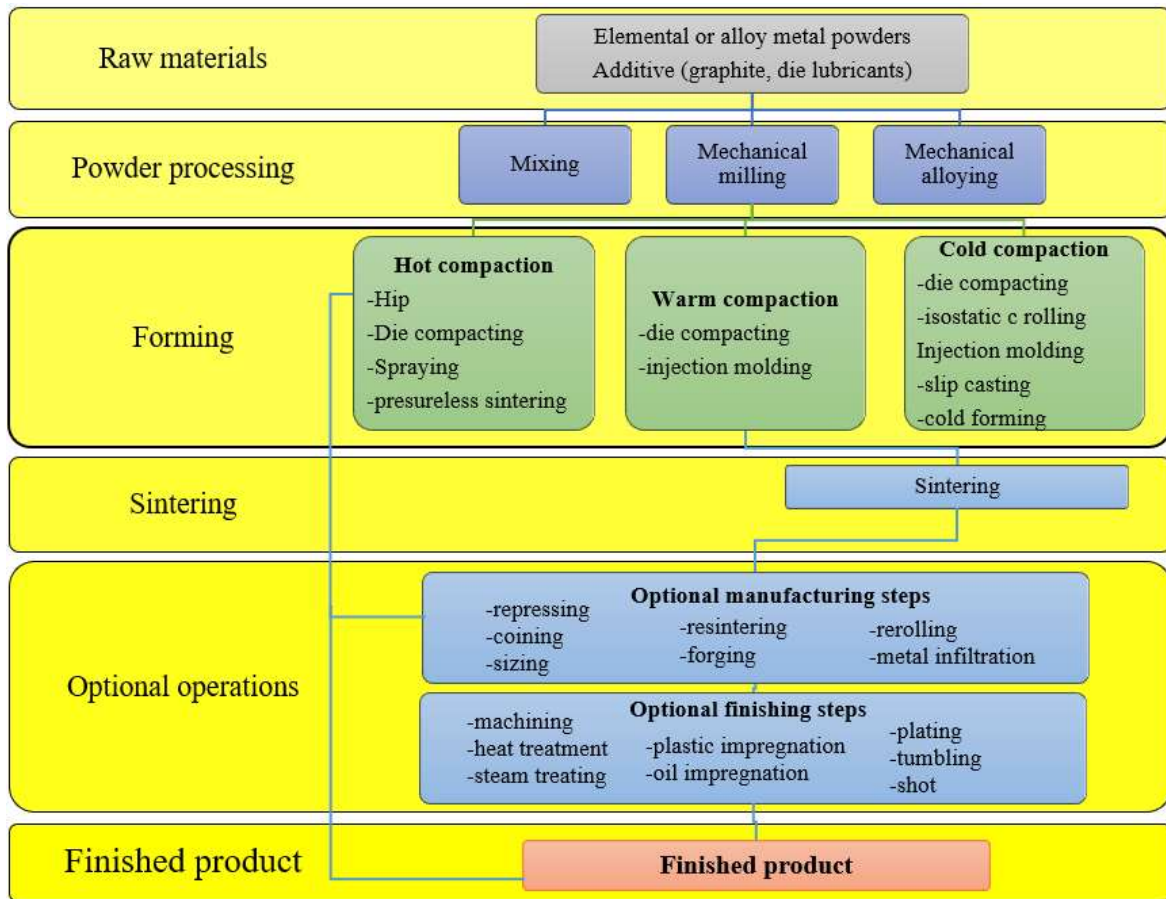 Raw materials
Elemental or alloy metal powders
Additive (graphite, die lubricants)
Powder processing
Mixing
Mechanical
milling
Mechanical
alloying
Forming
Hot compaction
-Hip
-Die compacting
-Spraying
-presureless sintering
Warm compaction
-die compacting
-injection molding
Cold compaction
-die compacting
-isostatic c rolling
Injection molding
-slip casting
-cold forming
Sintering
Sintering
Optional operations
Optional manufacturing steps
-repressing
-coining
-sizing
-resintering
-forging
-rerolling
-metal infiltration
Optional finishing steps
-machining
-heat treatment
-steam treating
-plastic impregnation
-oil impregnation
-plating
-tumbling
-shot
Finished product
Finished product